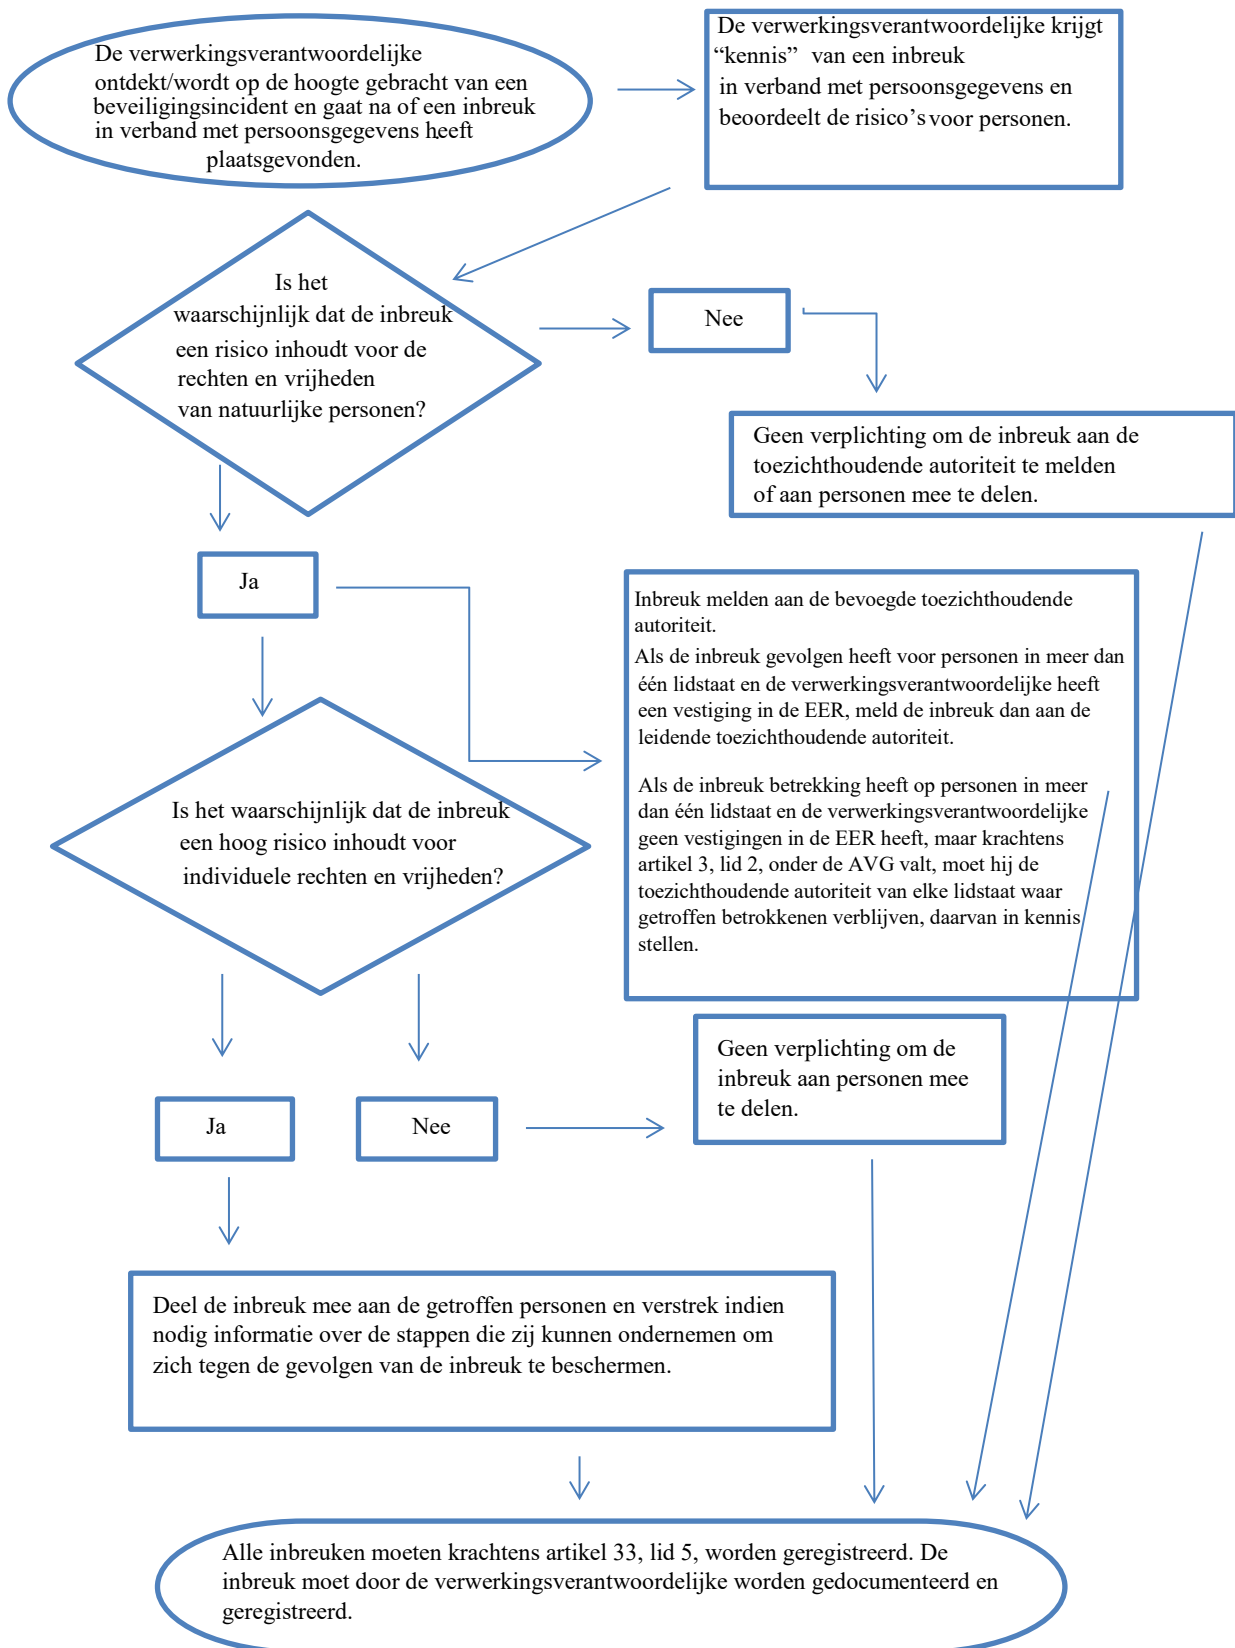 De verwerkingsverantwoordelijke
ontdekt/wordt op de hoogte gebracht van een
beveiligingsincident en gaat na of een inbreuk
in verband met persoonsgegevens heeft
plaatsgevonden.
De verwerkingsverantwoordelijke krijgt
“kennis” van een inbreuk
in verband met persoonsgegevens en
beoordeelt de risico’s voor personen.
Is het
waarschijnlijk dat de inbreuk
een risico inhoudt voor de
rechten en vrijheden
van natuurlijke personen?
Nee
Geen verplichting om de inbreuk aan de
toezichthoudende autoriteit te melden
of aan personen mee te delen.
Ja
Inbreuk melden aan de bevoegde toezichthoudende
autoriteit.
Als de inbreuk gevolgen heeft voor personen in meer dan
één lidstaat en de verwerkingsverantwoordelijke heeft
een vestiging in de EER, meld de inbreuk dan aan de
leidende toezichthoudende autoriteit.
Als de inbreuk betrekking heeft op personen in meer
dan één lidstaat en de verwerkingsverantwoordelijke
geen vestigingen in de EER heeft, maar krachtens
artikel 3, lid 2, onder de AVG valt, moet hij de
toezichthoudende autoriteit van elke lidstaat waar
getroffen betrokkenen verblijven, daarvan in kennis
stellen.
Is het waarschijnlijk dat de inbreuk
een hoog risico inhoudt voor
individuele rechten en vrijheden?
Ja
Nee
Geen verplichting om de
inbreuk aan personen mee
te delen.
Deel de inbreuk mee aan de getroffen personen en verstrek indien
nodig informatie over de stappen die zij kunnen ondernemen om
zich tegen de gevolgen van de inbreuk te beschermen.
Alle inbreuken moeten krachtens artikel 33, lid 5, worden geregistreerd. De
inbreuk moet door de verwerkingsverantwoordelijke worden gedocumenteerd en
geregistreerd.